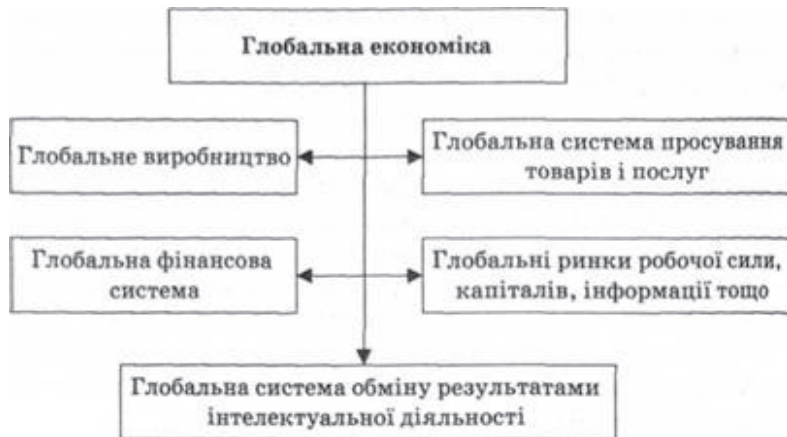 Глобальна економіка
Глобальне виробництво
Глобальна система просування
товарів і послуг
Глобальна фінансова
система
Глобальні ринки робочої сили,
капіталів, інформації тощо
Глобальна система обміну результатами
інтелектуальної діяльності